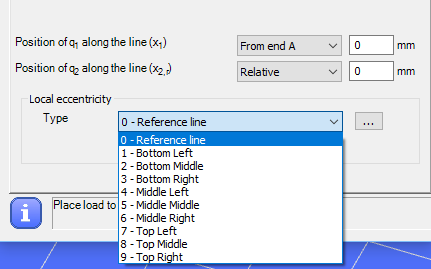 Position of q1 along the line (x1) From end A 0 mm
Position of q2 along the line (x2,r) Relative 0 mm
Local eccentricity
Type 0 - Reference line ...
0 - Reference line
1 - Bottom Left
2 - Bottom Middle
3 - Bottom Right
4 - Middle Left
5 - Middle Middle
6 - Middle Right
7 - Top Left
8 - Top Middle
9 - Top Right
Place load to